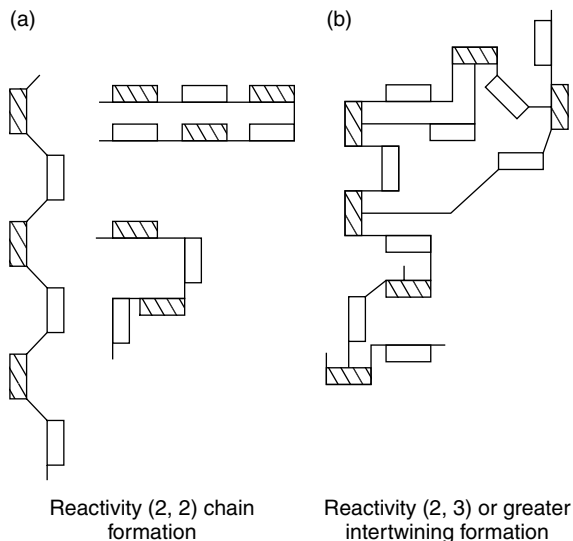 (a)
(b)
Reactivity (2, 2) chain
formation
Reactivity (2, 3) or greater
intertwining formation